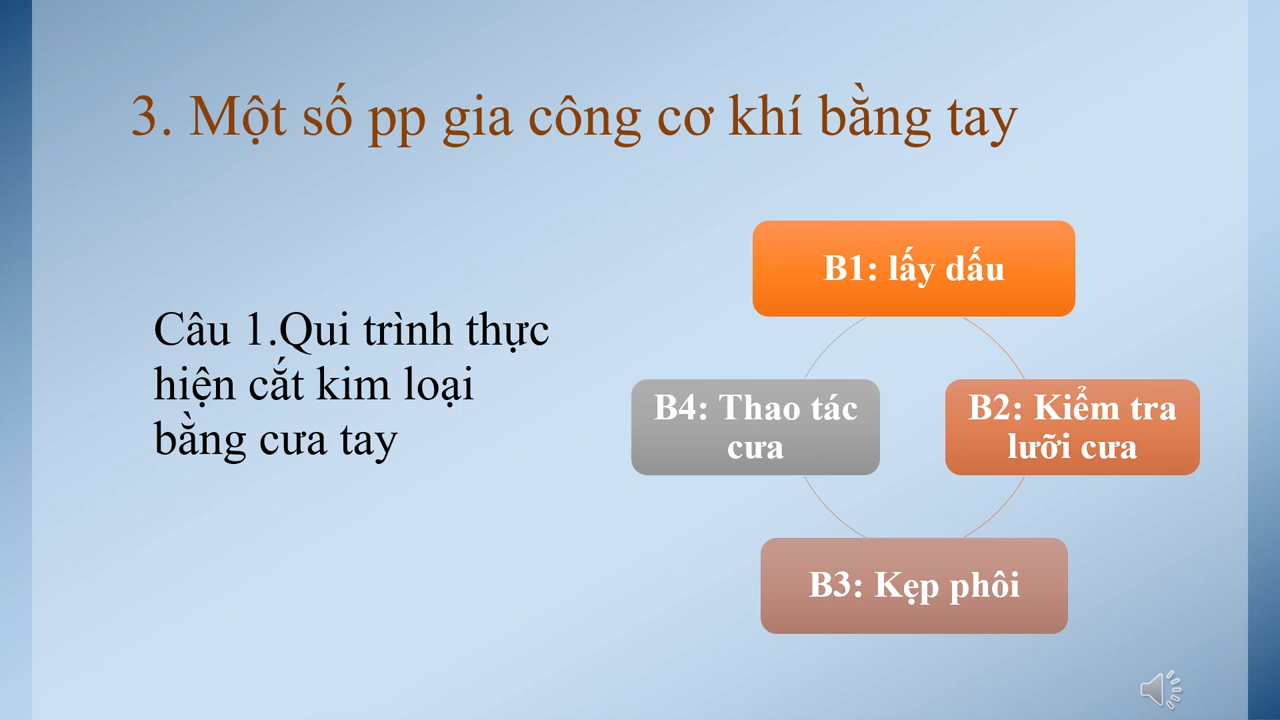 3. Một số pp gia công cơ khí bằng tay
Câu 1.Qui trình thực
hiện cắt kim loại
bằng cưa tay
B1: lấy dấu
B2: Kiểm tra
lưỡi cưa
B3: Kẹp phôi
B4: Thao tác
cưa